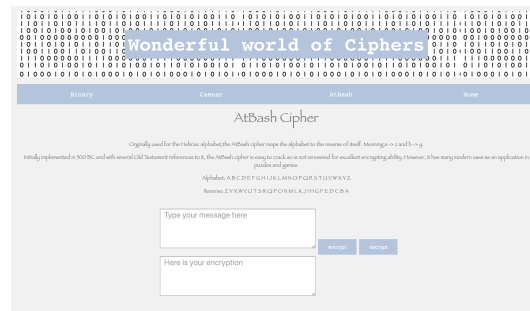 Wonderful world of Ciphers
Binary Caesar AtBash Home
AtBash Cipher
Originally used for the Hebraic alphabet, the AtBash cipher maps the alphabet to the reverse of itself. Meaning a -> z and b -> y.
Initially implemented in 500 BC and with several Old Testament references to it, the AtBash cipher is easy to crack as is not renowned for excellent encrypting ability. However, it has many modern uses as an application in
puzzles and games.
Alphabet: A B C D E F G H I J K L M N O P Q R S T U V W X Y Z
Reverse: Z Y X W V U T S R Q P O N M L K J I H G F E D C B A
Type your message here
encrypt decrypt
Here is your encryption